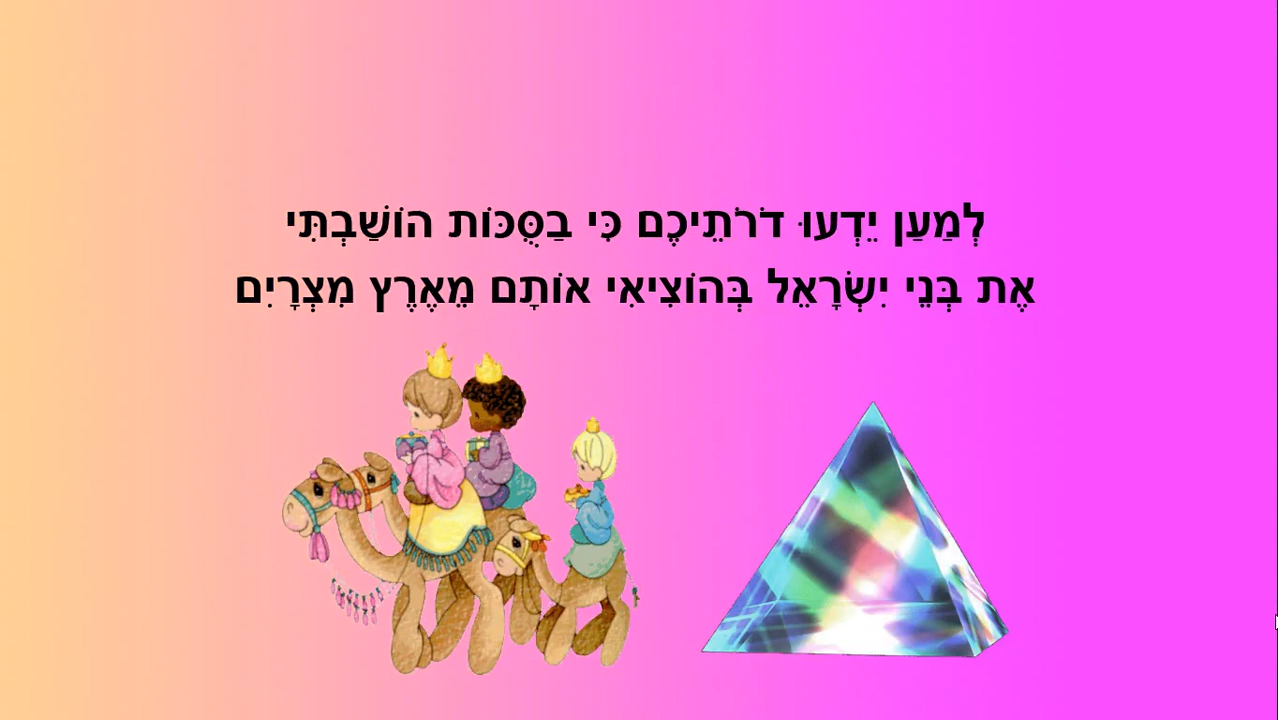 לְמַעַן יֵדְעוּ דֹרֹתֵיכֶם כִּי בַסֻּכּוֹת הוֹשַׁבְתִּי
אֶת בְּנֵי יִשְׂרָאֵל בְּהוֹצִיאִי אוֹתָם מֵאֶרֶץ מִצְרָיִם